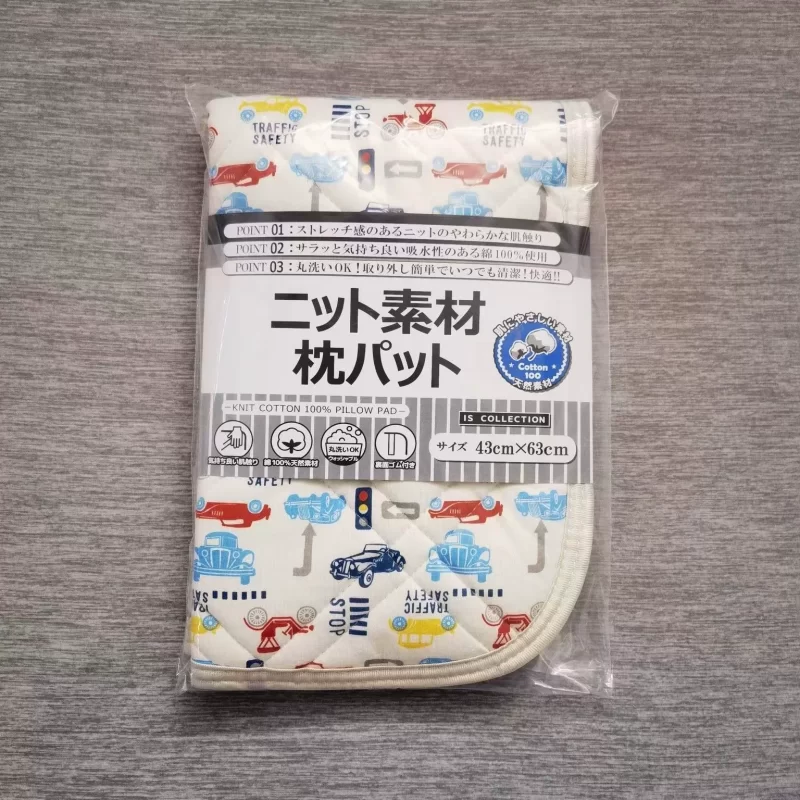 TRAFFIC
SAFETY
STOP
TRAFFIC
SAFETY
POINT 01：ストレッチ感のあるニットのやわらかな肌触り
POINT 02：サラッと気持ち良い吸水性のある綿100%使用
POINT 03：丸洗いOK！取り外し簡単でいつでも清潔！快適!!
ニット素材
枕パット
肌にやさしい素材
Cotton
100
天然素材
–KNIT COTTON 100% PILLOW PAD–
IS COLLECTION
サイズ 43cm×63cm
気持ち良い肌触り
綿100%天然素材
丸洗いOK
ウォッシャブル
裏面ゴム付き
SAFETY
STOP
TRAFFIC
SAFETY
TRAFFIC
SAFETY